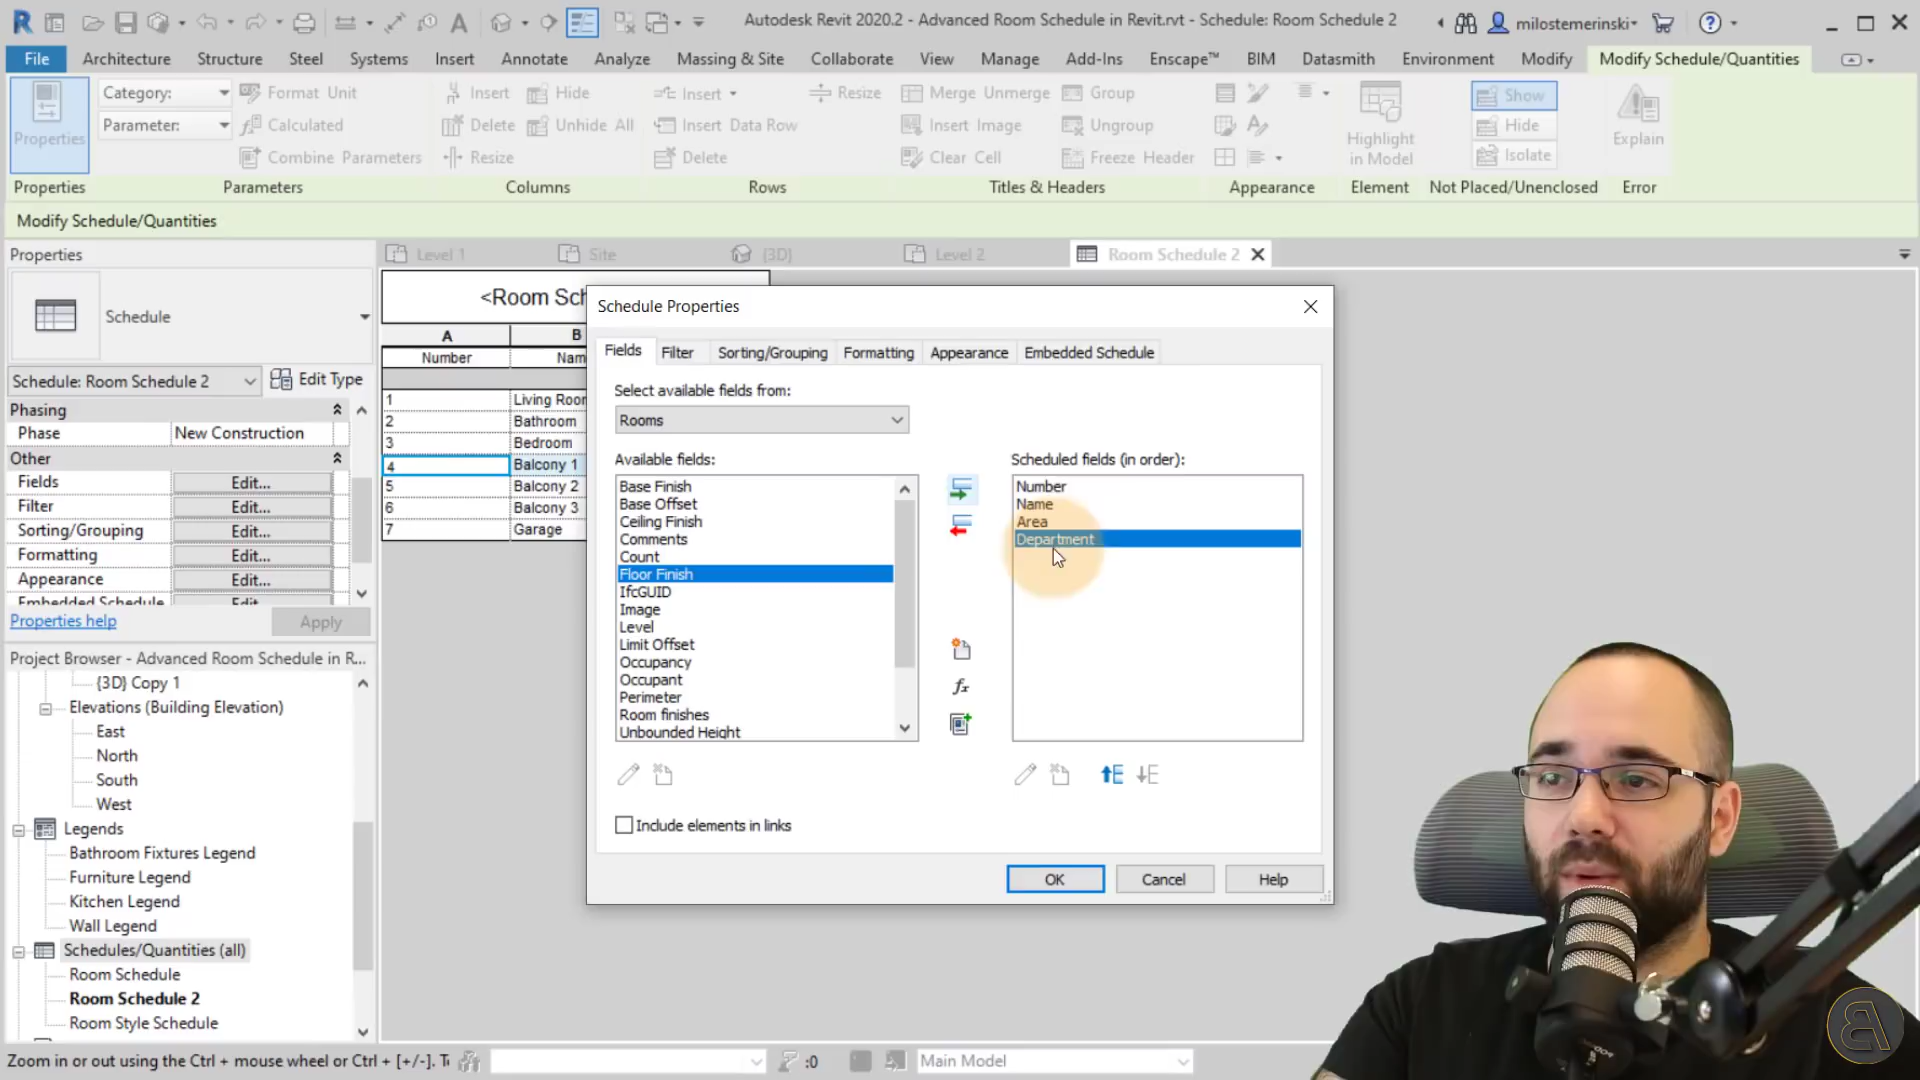 Autodesk Revit 2020.2 - Advanced Room Schedule in Revit.rvt - Schedule: Room Schedule 2
milostemerinski
File Architecture Structure Steel Systems Insert Annotate Analyze Massing & Site Collaborate View Manage Add-Ins Enscape™ BIM Datasmith Environment Modify Modify Schedule/Quantities
Category: Format Unit Insert Hide Insert Resize Merge Unmerge Group Show
Properties Parameter: Calculated Delete Unhide All Insert Data Row Insert Image Ungroup Highlight in Model Hide Explain
Combine Parameters Resize Delete Clear Cell Freeze Header Isolate
Properties Parameters Columns Rows Titles & Headers Appearance Element Not Placed/Unenclosed Error
Modify Schedule/Quantities
Properties
Level 1 Site {3D} Level 2 Room Schedule 2
Schedule
Schedule: Room Schedule 2 Edit Type
Phasing
Phase New Construction
Other
Fields Edit...
Filter Edit...
Sorting/Grouping Edit...
Formatting Edit...
Appearance Edit...
Embedded Schedule Edit
Properties help Apply
<Room Sch
A B
Number Nam
1 Living Roor
2 Bathroom
3 Bedroom
4 Balcony 1
5 Balcony 2
6 Balcony 3
7 Garage
Schedule Properties
Fields Filter Sorting/Grouping Formatting Appearance Embedded Schedule
Select available fields from:
Rooms
Available fields:
Base Finish
Base Offset
Ceiling Finish
Comments
Count
Floor Finish
IfcGUID
Image
Level
Limit Offset
Occupancy
Occupant
Perimeter
Room finishes
Unbounded Height
Scheduled fields (in order):
Number
Name
Area
Department
fx
Include elements in links
OK Cancel Help
Project Browser - Advanced Room Schedule in R...
{3D} Copy 1
Elevations (Building Elevation)
East
North
South
West
Legends
Bathroom Fixtures Legend
Furniture Legend
Kitchen Legend
Wall Legend
Schedules/Quantities (all)
Room Schedule
Room Schedule 2
Room Style Schedule
Zoom in or out using the Ctrl + mouse wheel or Ctrl + [+/-]. T
:0
Main Model